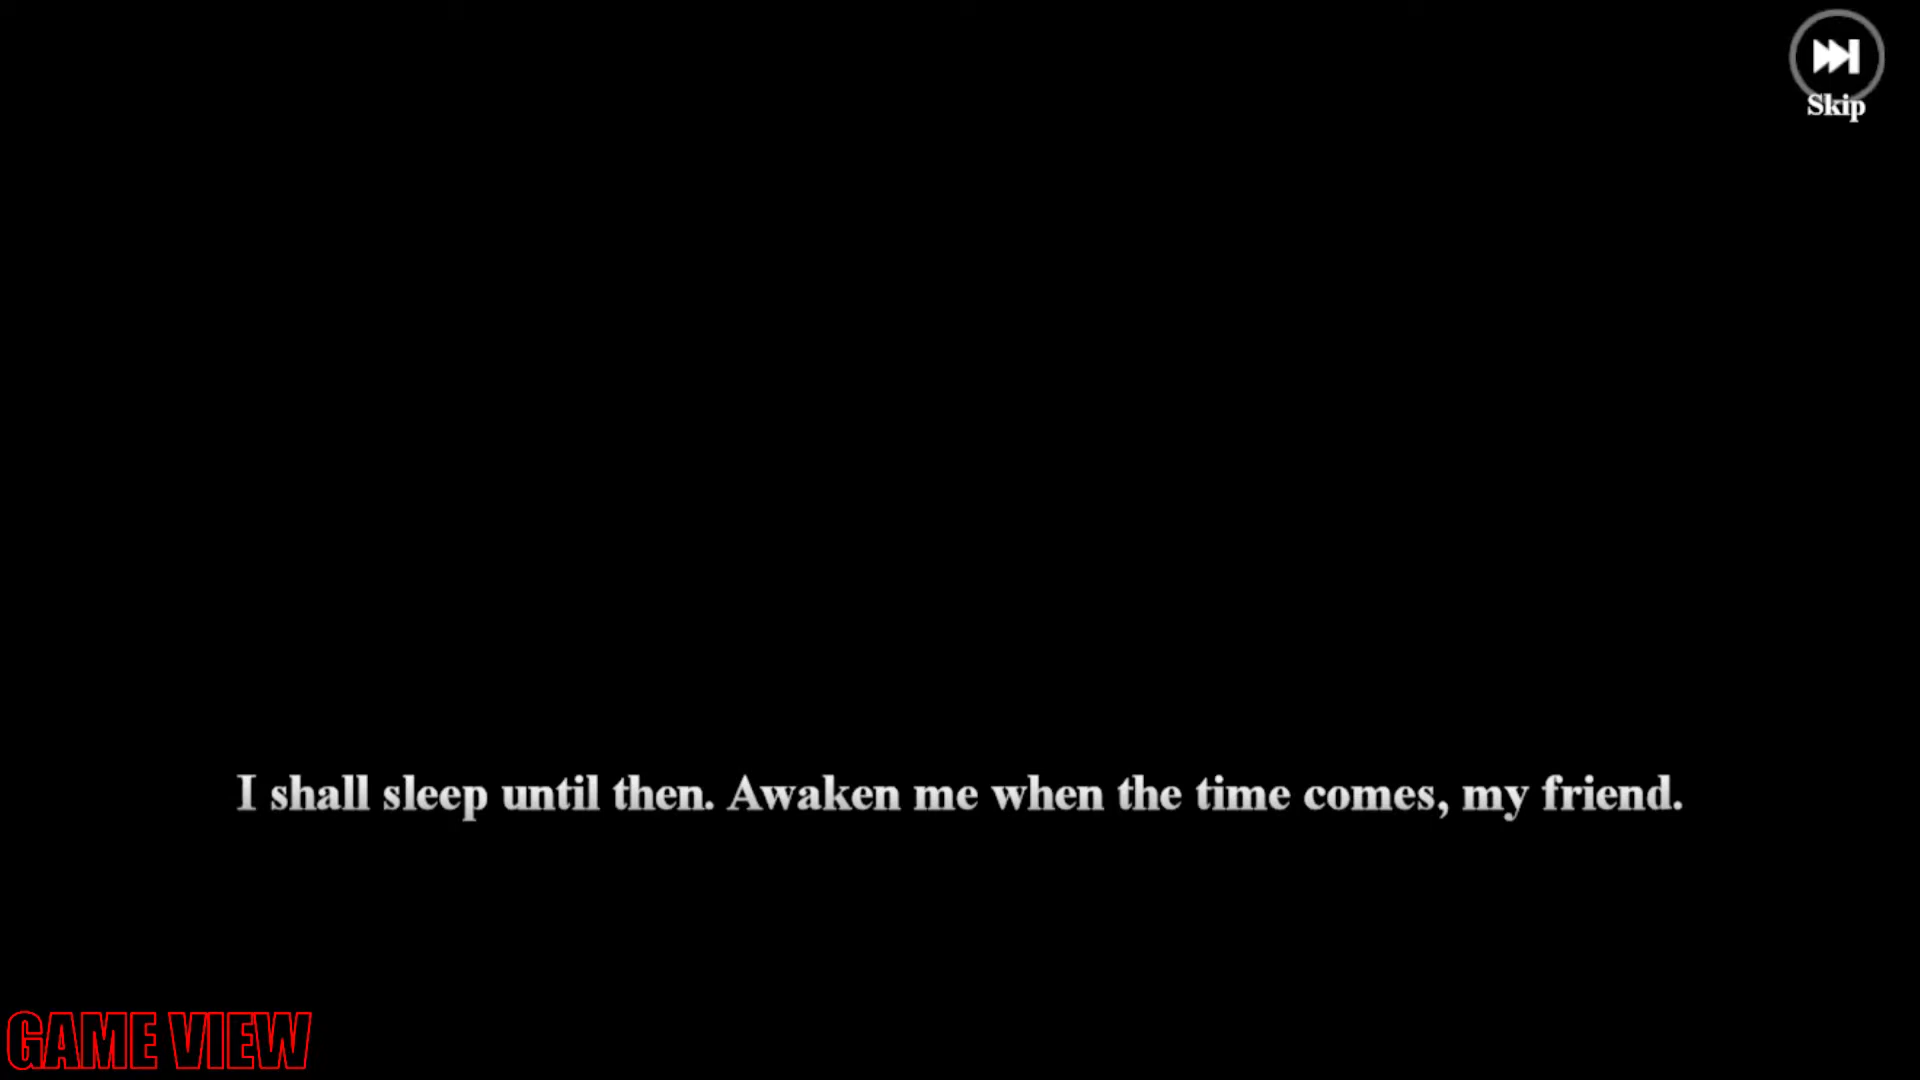 Skip
I shall sleep until then. Awaken me when the time comes, my friend.
GAME VIEW